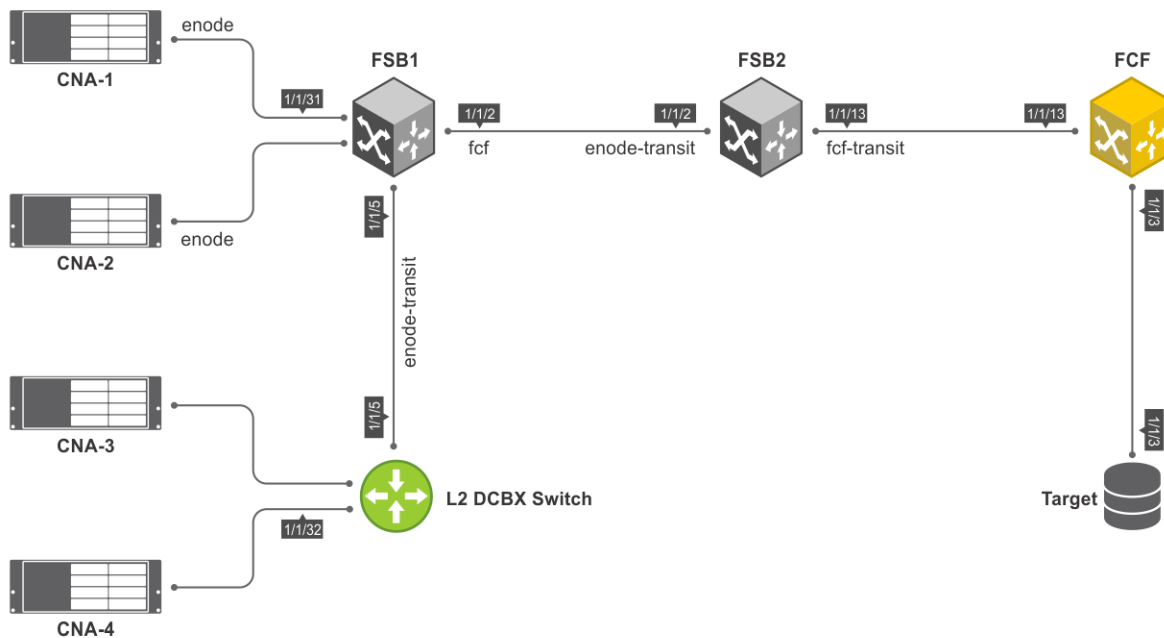 enode
CNA-1
FSB1
FSB2
FCF
1/1/31
1/1/2
fcf
1/1/2
enode-transit
1/1/13
fcf-transit
1/1/13
CNA-2
enode
1/1/5
enode-transit
1/1/5
1/1/3
1/1/3
CNA-3
L2 DCBX Switch
1/1/32
Target
CNA-4